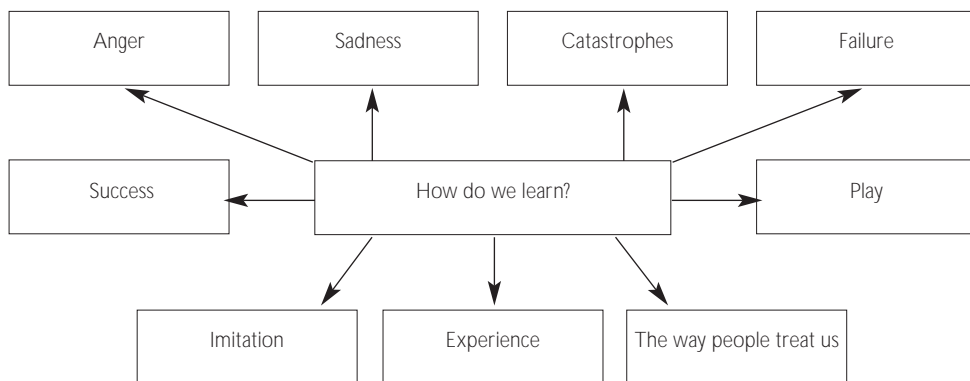 Anger
Sadness
Catastrophes
Failure
Success
How do we learn?
Play
Imitation
Experience
The way people treat us